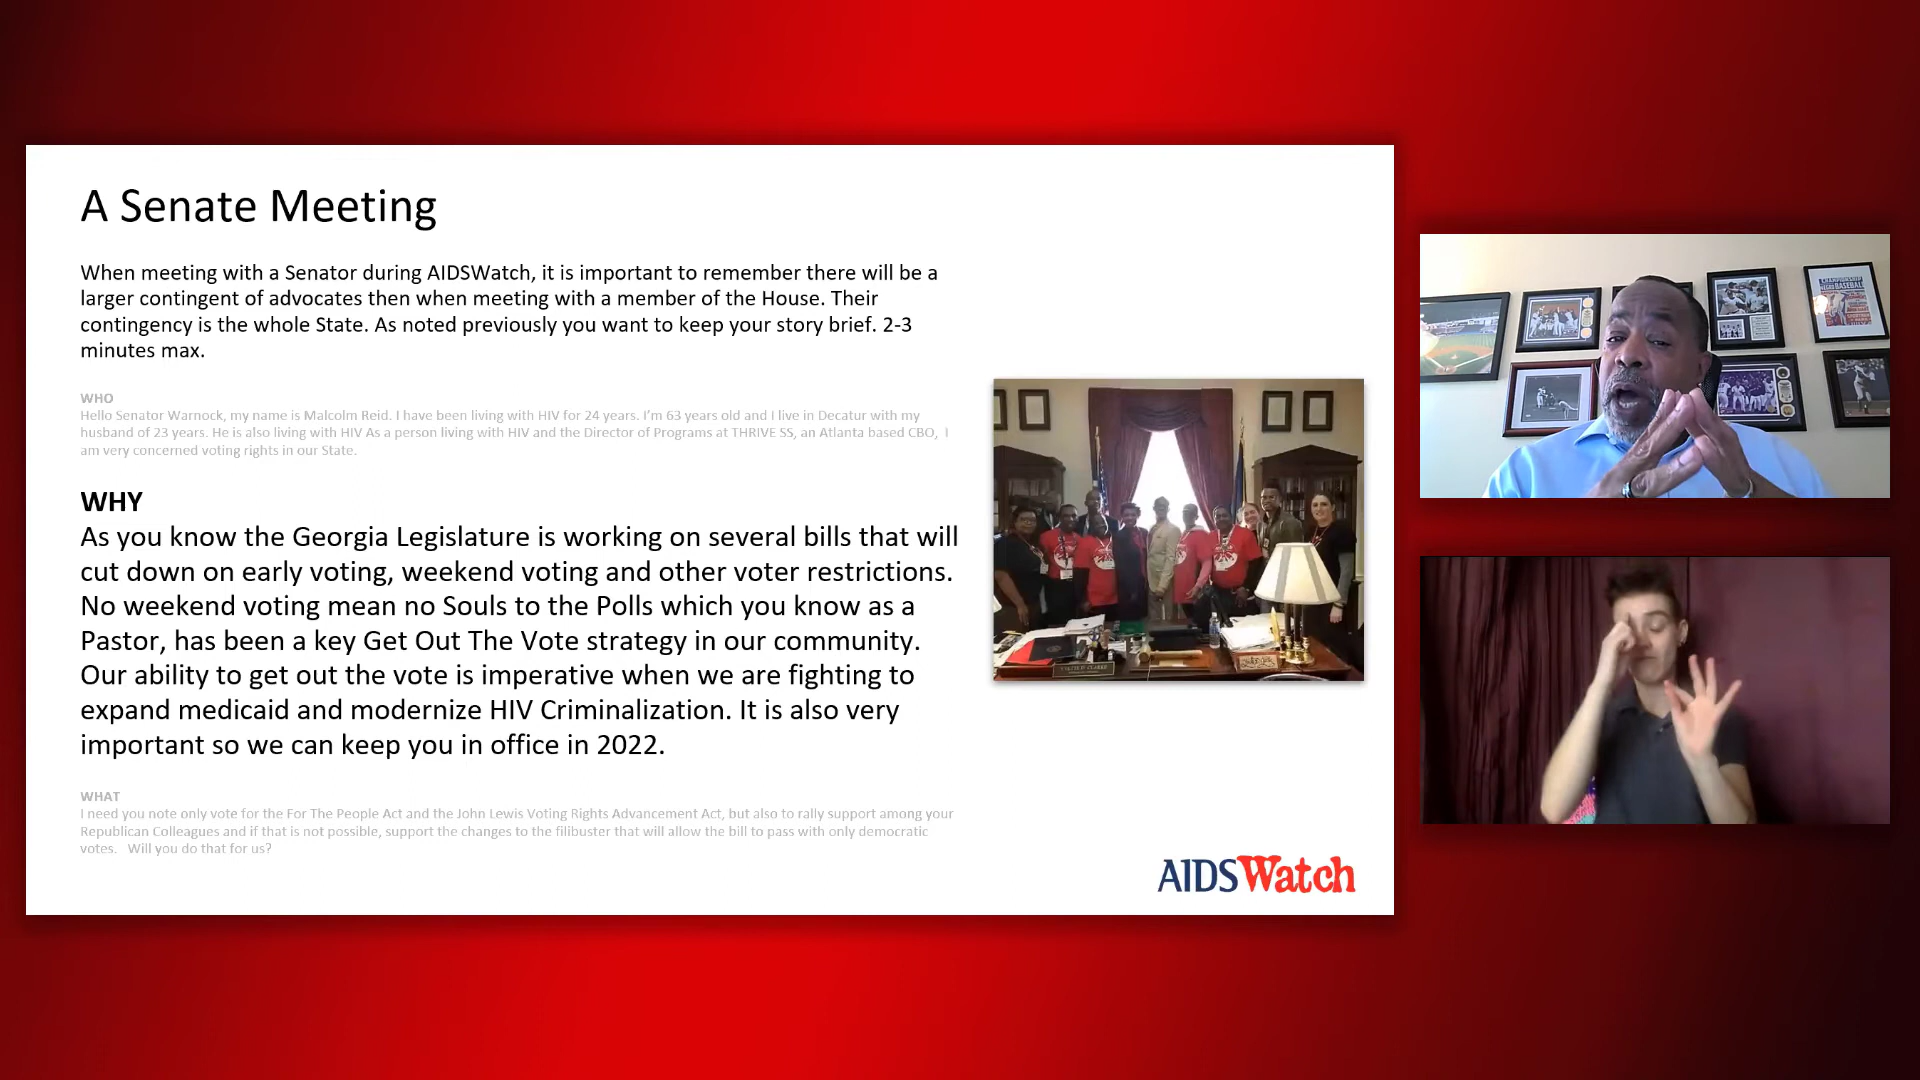 A Senate Meeting
When meeting with a Senator during AIDSWatch, it is important to remember there will be a
larger contingent of advocates then when meeting with a member of the House. Their
contingency is the whole State. As noted previously you want to keep your story brief. 2-3
minutes max.
WHO
Hello Senator Warnock, my name is Malcolm Reid. I have been living with HIV for 24 years. I'm 63 years old and I live in Decatur with my
husband of 23 years. He is also living with HIV As a person living with HIV and the Director of Programs at THRIVE SS, an Atlanta based CBO, I
am very concerned voting rights in our State.
WHY
As you know the Georgia Legislature is working on several bills that will
cut down on early voting, weekend voting and other voter restrictions.
No weekend voting mean no Souls to the Polls which you know as a
Pastor, has been a key Get Out The Vote strategy in our community.
Our ability to get out the vote is imperative when we are fighting to
expand medicaid and modernize HIV Criminalization. It is also very
important so we can keep you in office in 2022.
WHAT
I need you note only vote for the For The People Act and the John Lewis Voting Rights Advancement Act, but also to rally support among your
Republican Colleagues and if that is not possible, support the changes to the filibuster that will allow the bill to pass with only democratic
votes. Will you do that for us?
AIDSWatch